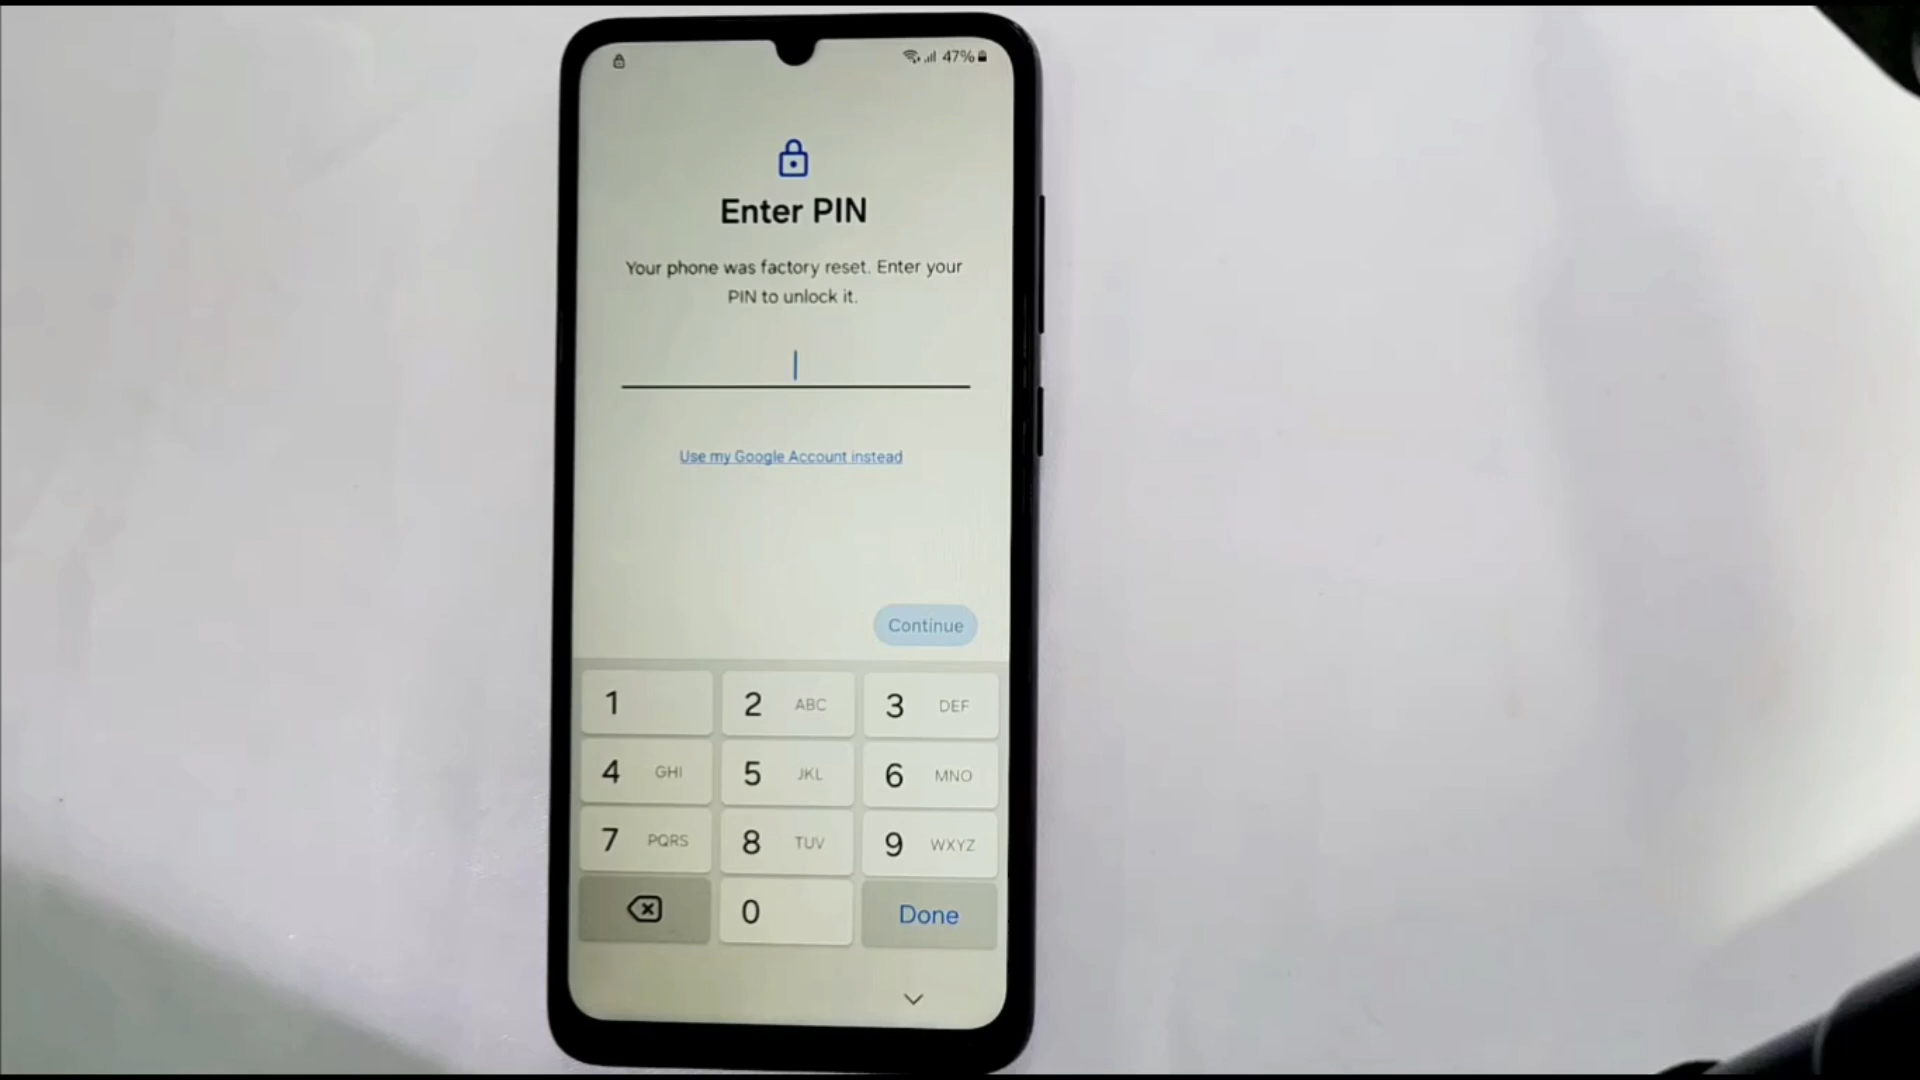 47%
Enter PIN
Your phone was factory reset. Enter your
PIN to unlock it.
Use my Google Account instead
Continue
1
2 ABC
3 DEF
4 GHI
5 JKL
6 MNO
7 PQRS
8 TUV
9 WXYZ
0
Done